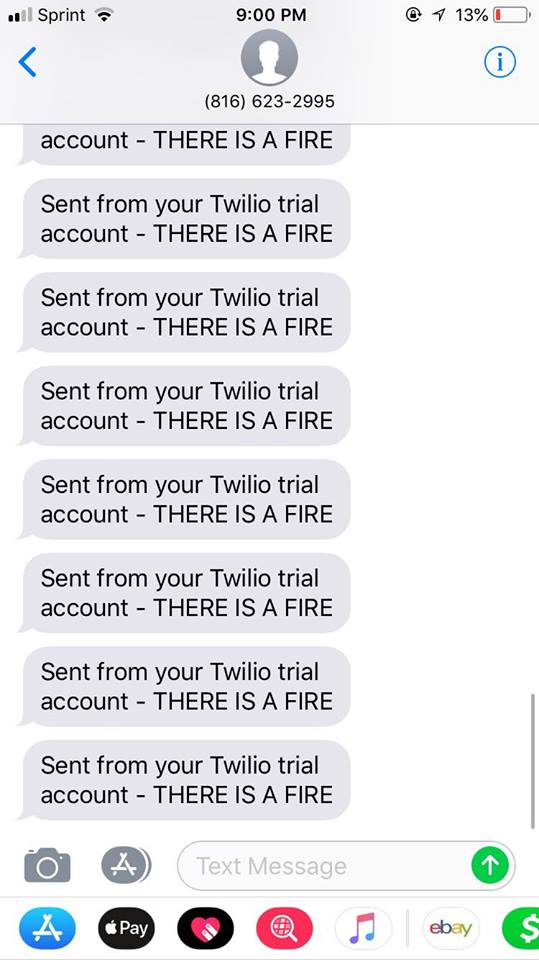 Sprint 9:00 PM 13%
(816) 623-2995
account - THERE IS A FIRE
Sent from your Twilio trial
account - THERE IS A FIRE
Sent from your Twilio trial
account - THERE IS A FIRE
Sent from your Twilio trial
account - THERE IS A FIRE
Sent from your Twilio trial
account - THERE IS A FIRE
Sent from your Twilio trial
account - THERE IS A FIRE
Sent from your Twilio trial
account - THERE IS A FIRE
Sent from your Twilio trial
account - THERE IS A FIRE
Text Message
Pay ebay $